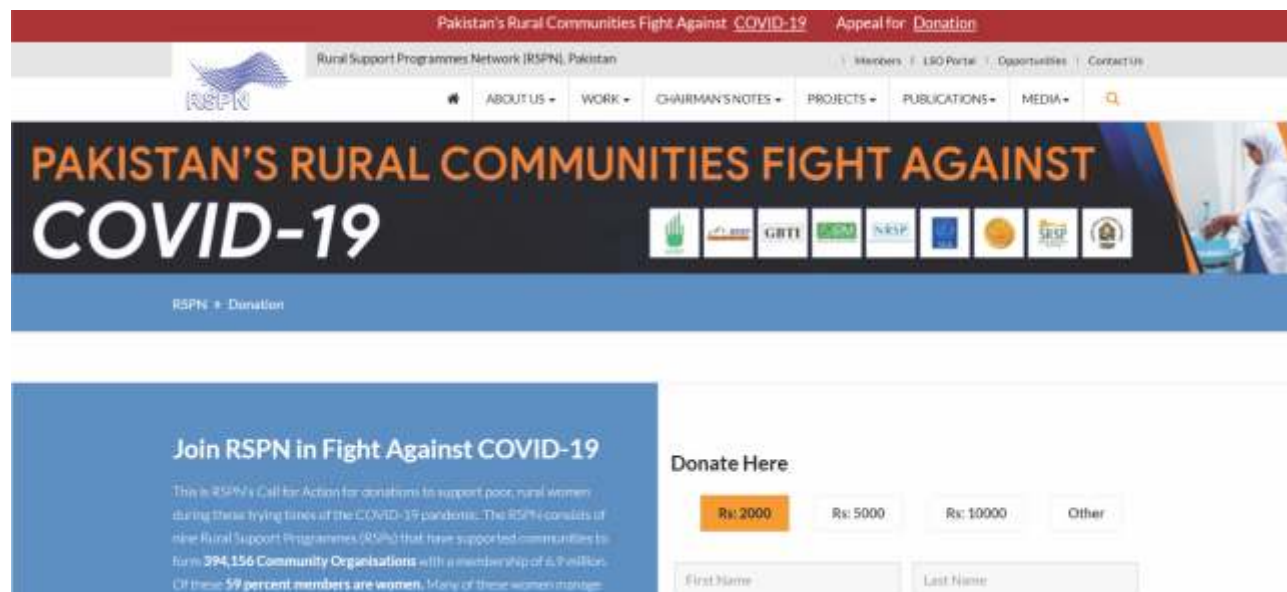 Pakistan's Rural Communities Fight Against COVID-19 Appeal for Donation
Rural Support Programmes Network (RSPN), Pakistan
Members LSO Portal Opportunities Contact Us
RSPN
ABOUT US WORK CHAIRMAN'S NOTES PROJECTS PUBLICATIONS MEDIA
PAKISTAN'S RURAL COMMUNITIES FIGHT AGAINST
COVID-19
GBTI NRSP SRSP
RSPN Donation
Join RSPN in Fight Against COVID-19
This is RSPN's Call for Action for donations to support poor, rural women
during these trying times of the COVID-19 pandemic. The RSPN consists of
nine Rural Support Programmes (RSPs) that have supported communities to
form 394,156 Community Organisations with a membership of 6.9 million.
Of these 59 percent members are women. Many of these women manage
Donate Here
Rs: 2000 Rs: 5000 Rs: 10000 Other
First Name Last Name